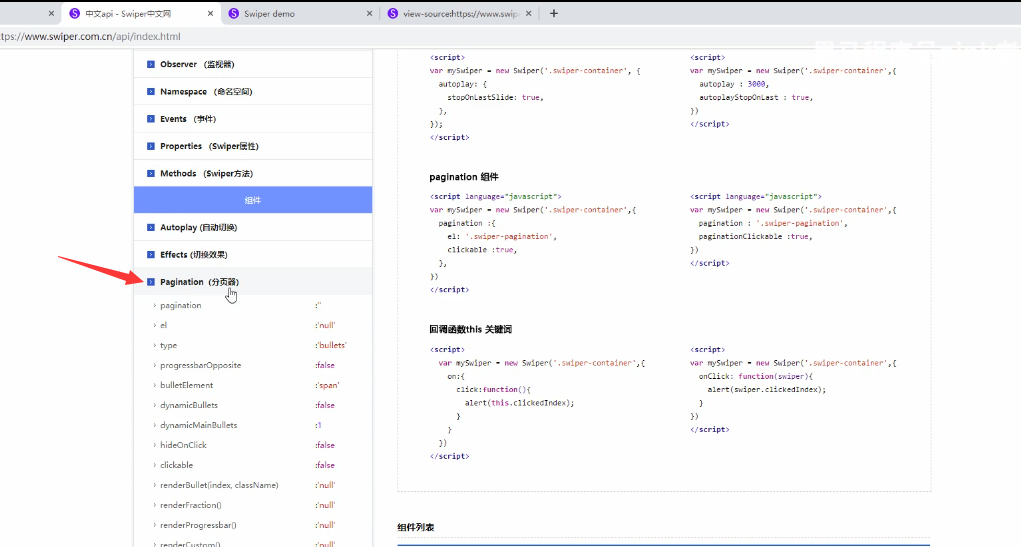 中文api - Swiper中文网
Swiper demo
view-source:https://www.swip
ttps://www.swiper.com.cn/api/index.html
Observer （监视器）
Namespace （命名空间）
Events （事件）
Properties （Swiper属性）
Methods （Swiper方法）
组件
Autoplay (自动切换)
Effects (切换效果)
Pagination （分页器）
pagination :''
el :'null'
type :'bullets'
progressbarOpposite :false
bulletElement :'span'
dynamicBullets :false
dynamicMainBullets :1
hideOnClick :false
clickable :false
renderBullet(index, className) :'null'
renderFraction() :'null'
renderProgressbar() :'null'
renderCustom() :'null'
<script>
var mySwiper = new Swiper('.swiper-container', {
autoplay: {
stopOnLastSlide: true,
},
});
</script>
<script>
var mySwiper = new Swiper('.swiper-container',{
autoplay : 3000,
autoplayStopOnLast : true,
})
</script>
pagination 组件
<script language="javascript">
var mySwiper = new Swiper('.swiper-container',{
pagination :{
el: '.swiper-pagination',
clickable :true,
},
})
</script>
<script language="javascript">
var mySwiper = new Swiper('.swiper-container',{
pagination : '.swiper-pagination',
paginationClickable :true,
})
</script>
回调函数this 关键词
<script>
var mySwiper = new Swiper('.swiper-container',{
on:{
click:function(){
alert(this.clickedIndex);
}
}
})
</script>
<script>
var mySwiper = new Swiper('.swiper-container',{
onClick: function(swiper){
alert(swiper.clickedIndex);
}
})
</script>
组件列表